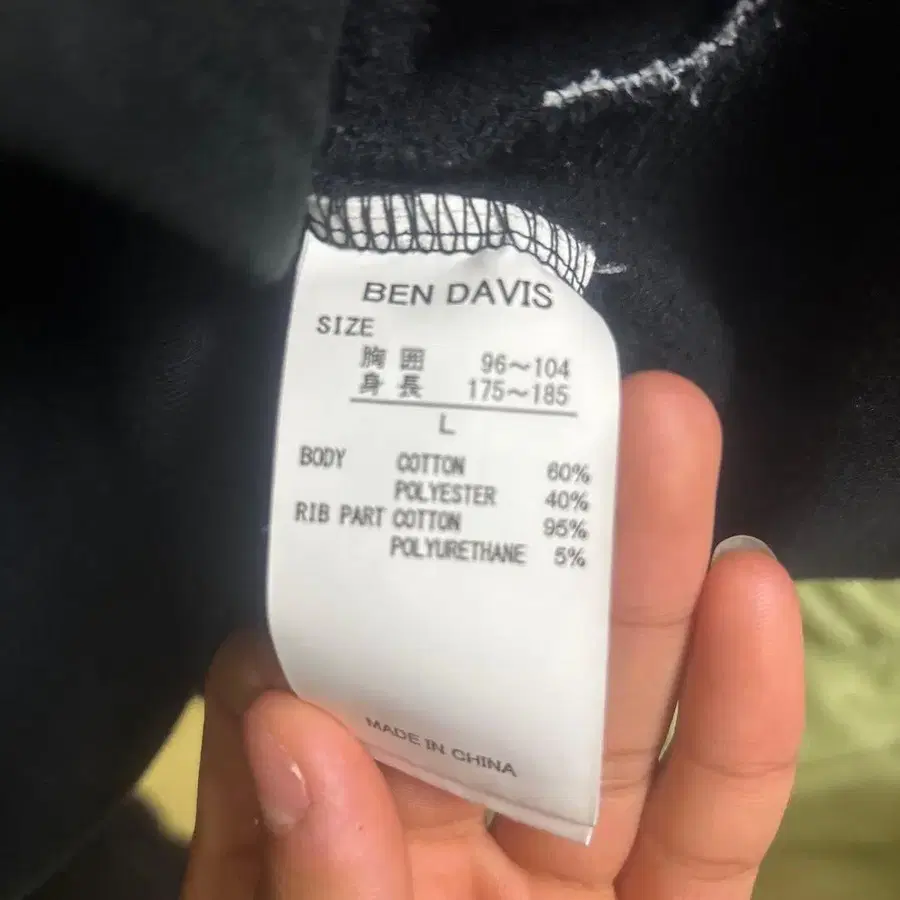 BEN DAVIS
SIZE
胸囲 96～104
身長 175～185
L
BODY COTTON 60%
POLYESTER 40%
RIB PART COTTON 95%
POLYURETHANE 5%
MADE IN CHINA